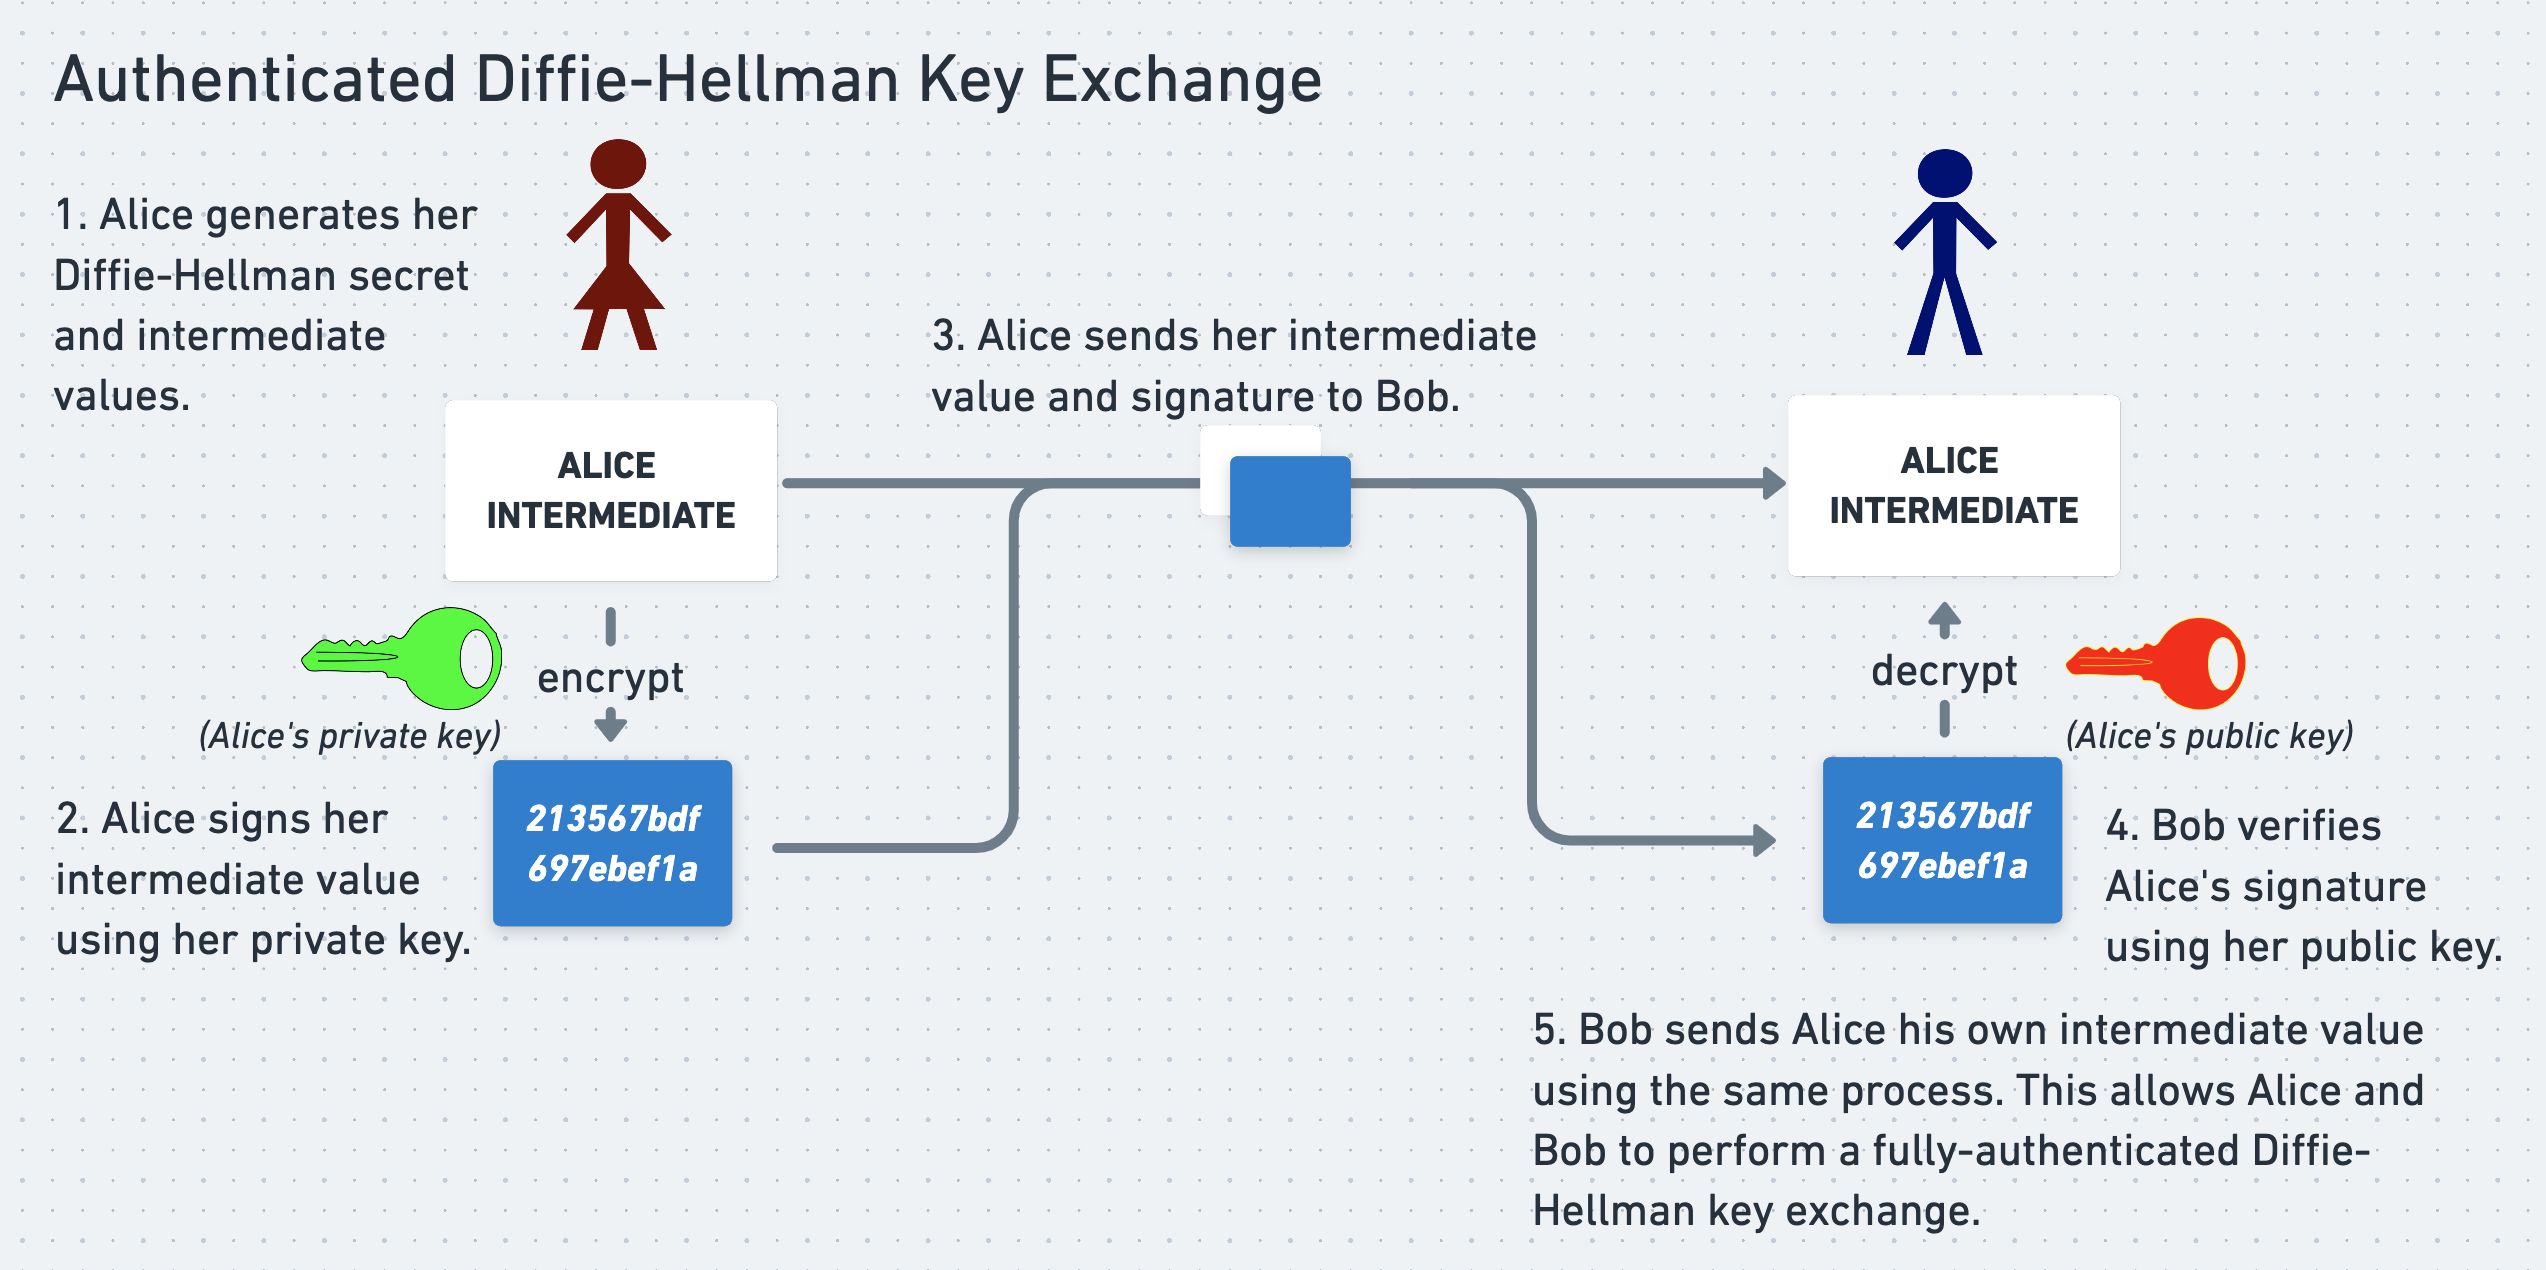 Authenticated Diffie-Hellman Key Exchange
1. Alice generates her
Diffie-Hellman secret
and intermediate
values.
ALICE
INTERMEDIATE
encrypt
(Alice's private key)
2. Alice signs her
intermediate value
using her private key.
213567bdf
697ebef1a
3. Alice sends her intermediate
value and signature to Bob.
ALICE
INTERMEDIATE
decrypt
(Alice's public key)
213567bdf
697ebef1a
4. Bob verifies
Alice's signature
using her public key.
5. Bob sends Alice his own intermediate value
using the same process. This allows Alice and
Bob to perform a fully-authenticated Diffie-
Hellman key exchange.